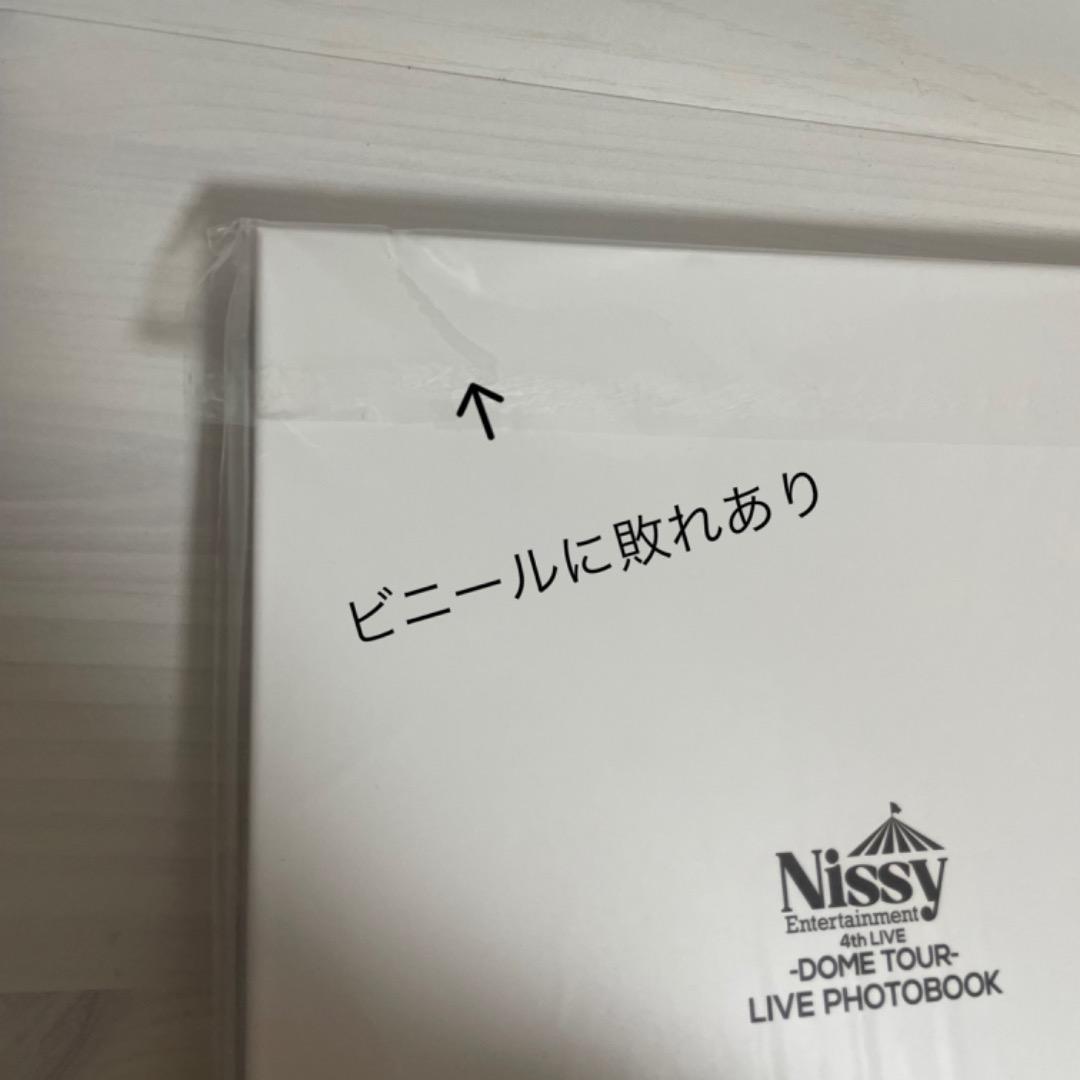 ↑
ビニールに敗れあり
Nissy
Entertainment
4th LIVE
-DOME TOUR-
LIVE PHOTOBOOK